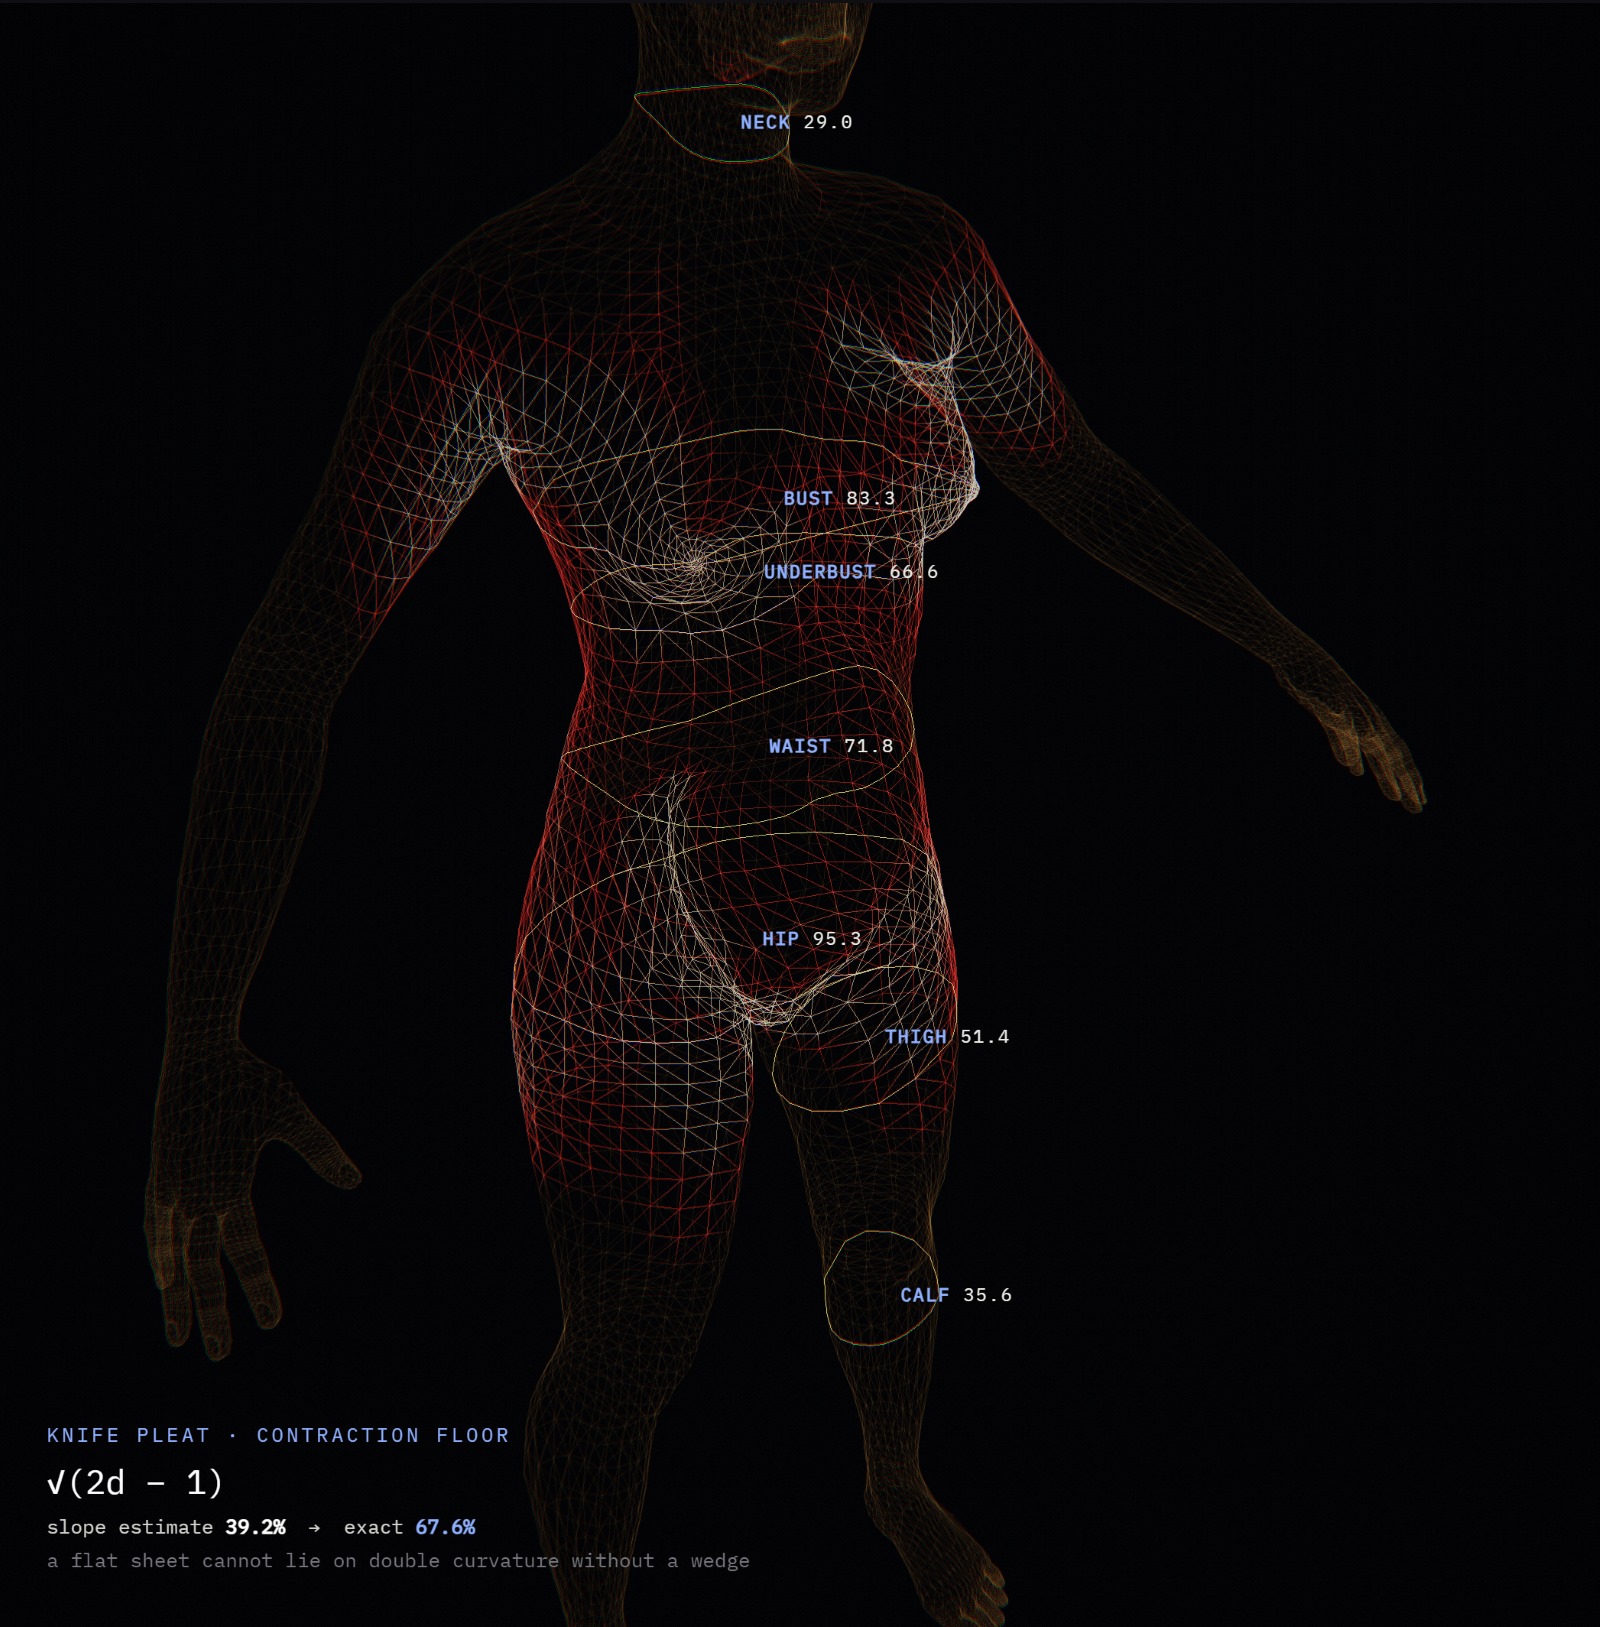 NECK 29.0
BUST 83.3
UNDERBUST 66.6
WAIST 71.8
HIP 95.3
THIGH 51.4
CALF 35.6
KNIFE PLEAT · CONTRACTION FLOOR
√(2d − 1)
slope estimate 39.2% → exact 67.6%
a flat sheet cannot lie on double curvature without a wedge